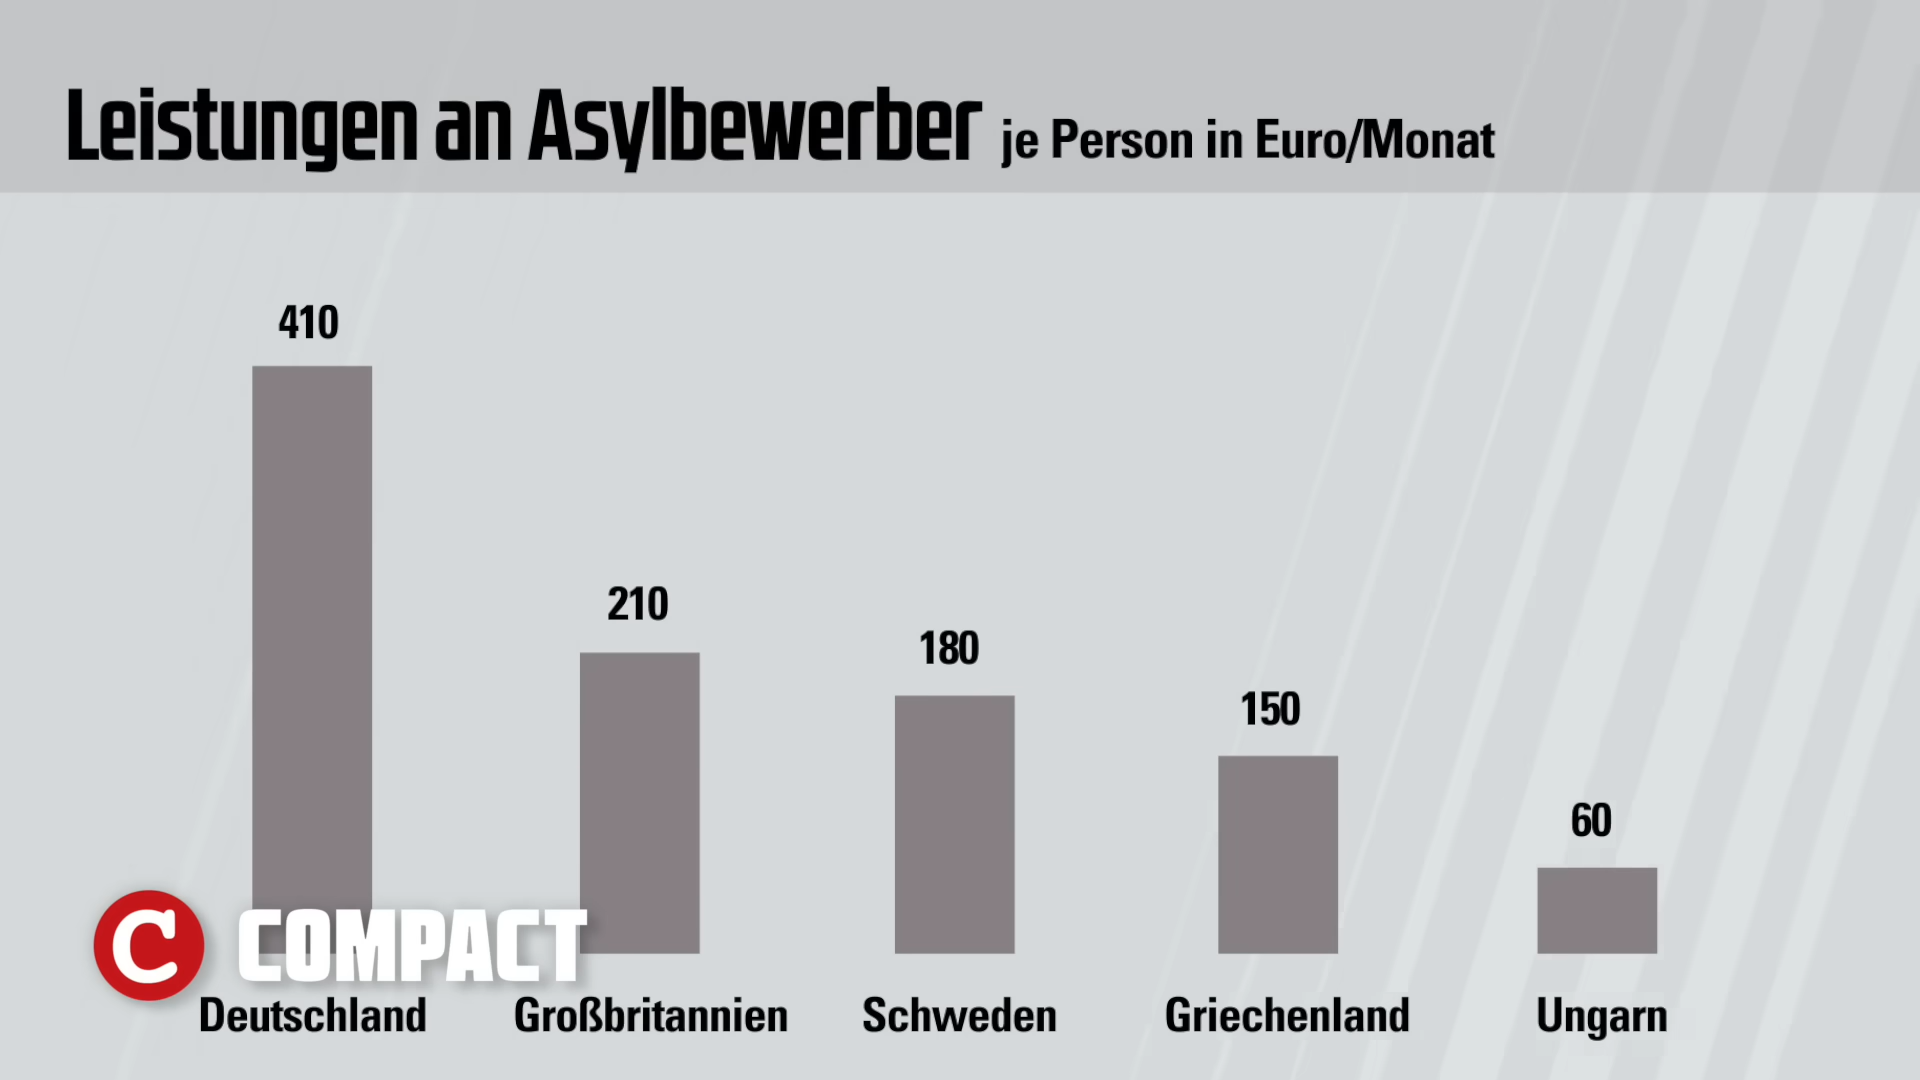 Leistungen an Asylbewerber je Person in Euro/Monat
410
210
180
150
60
C COMPACT
Deutschland Großbritannien Schweden Griechenland Ungarn